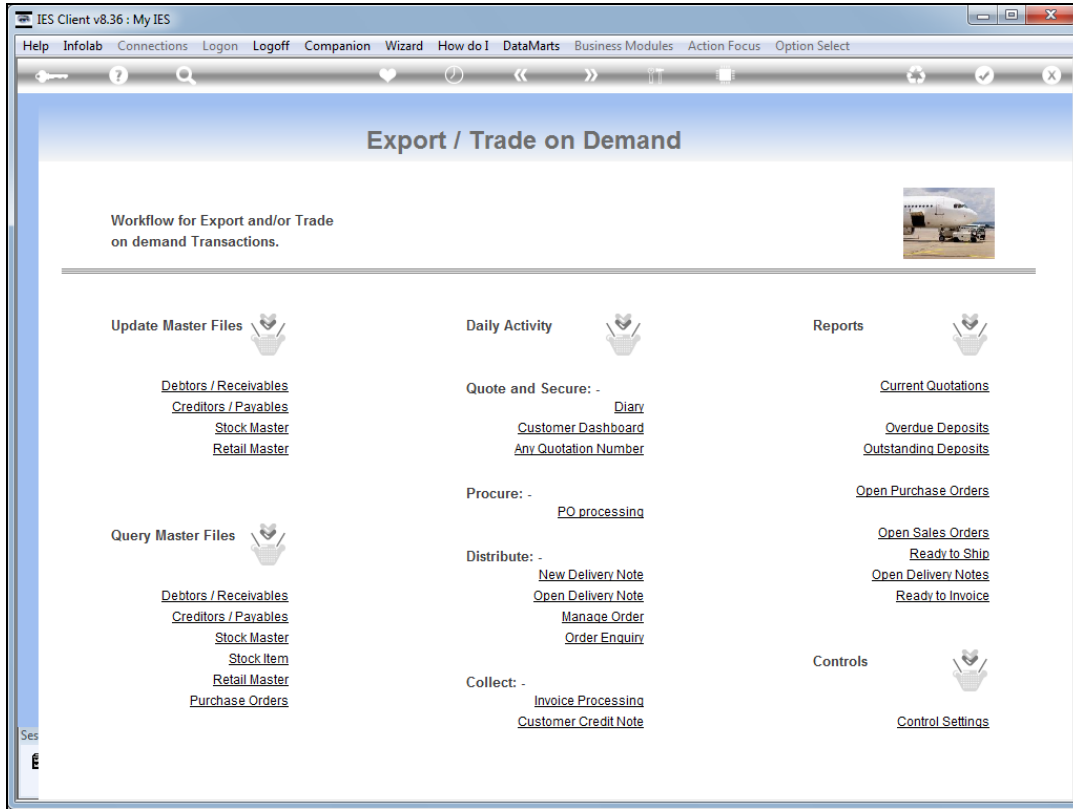 IES Client v8.36 : My IES
Help Infolab Connections Logon Logoff Companion Wizard How do I DataMarts Business Modules Action Focus Option Select
Export / Trade on Demand
Workflow for Export and/or Trade
on demand Transactions.
Update Master Files
Debtors / Receivables
Creditors / Payables
Stock Master
Retail Master
Query Master Files
Debtors / Receivables
Creditors / Payables
Stock Master
Stock Item
Retail Master
Purchase Orders
Daily Activity
Quote and Secure: -
Diary
Customer Dashboard
Any Quotation Number
Procure: -
PO processing
Distribute: -
New Delivery Note
Open Delivery Note
Manage Order
Order Enquiry
Collect: -
Invoice Processing
Customer Credit Note
Reports
Current Quotations
Overdue Deposits
Outstanding Deposits
Open Purchase Orders
Open Sales Orders
Ready to Ship
Open Delivery Notes
Ready to Invoice
Controls
Control Settings
Ses